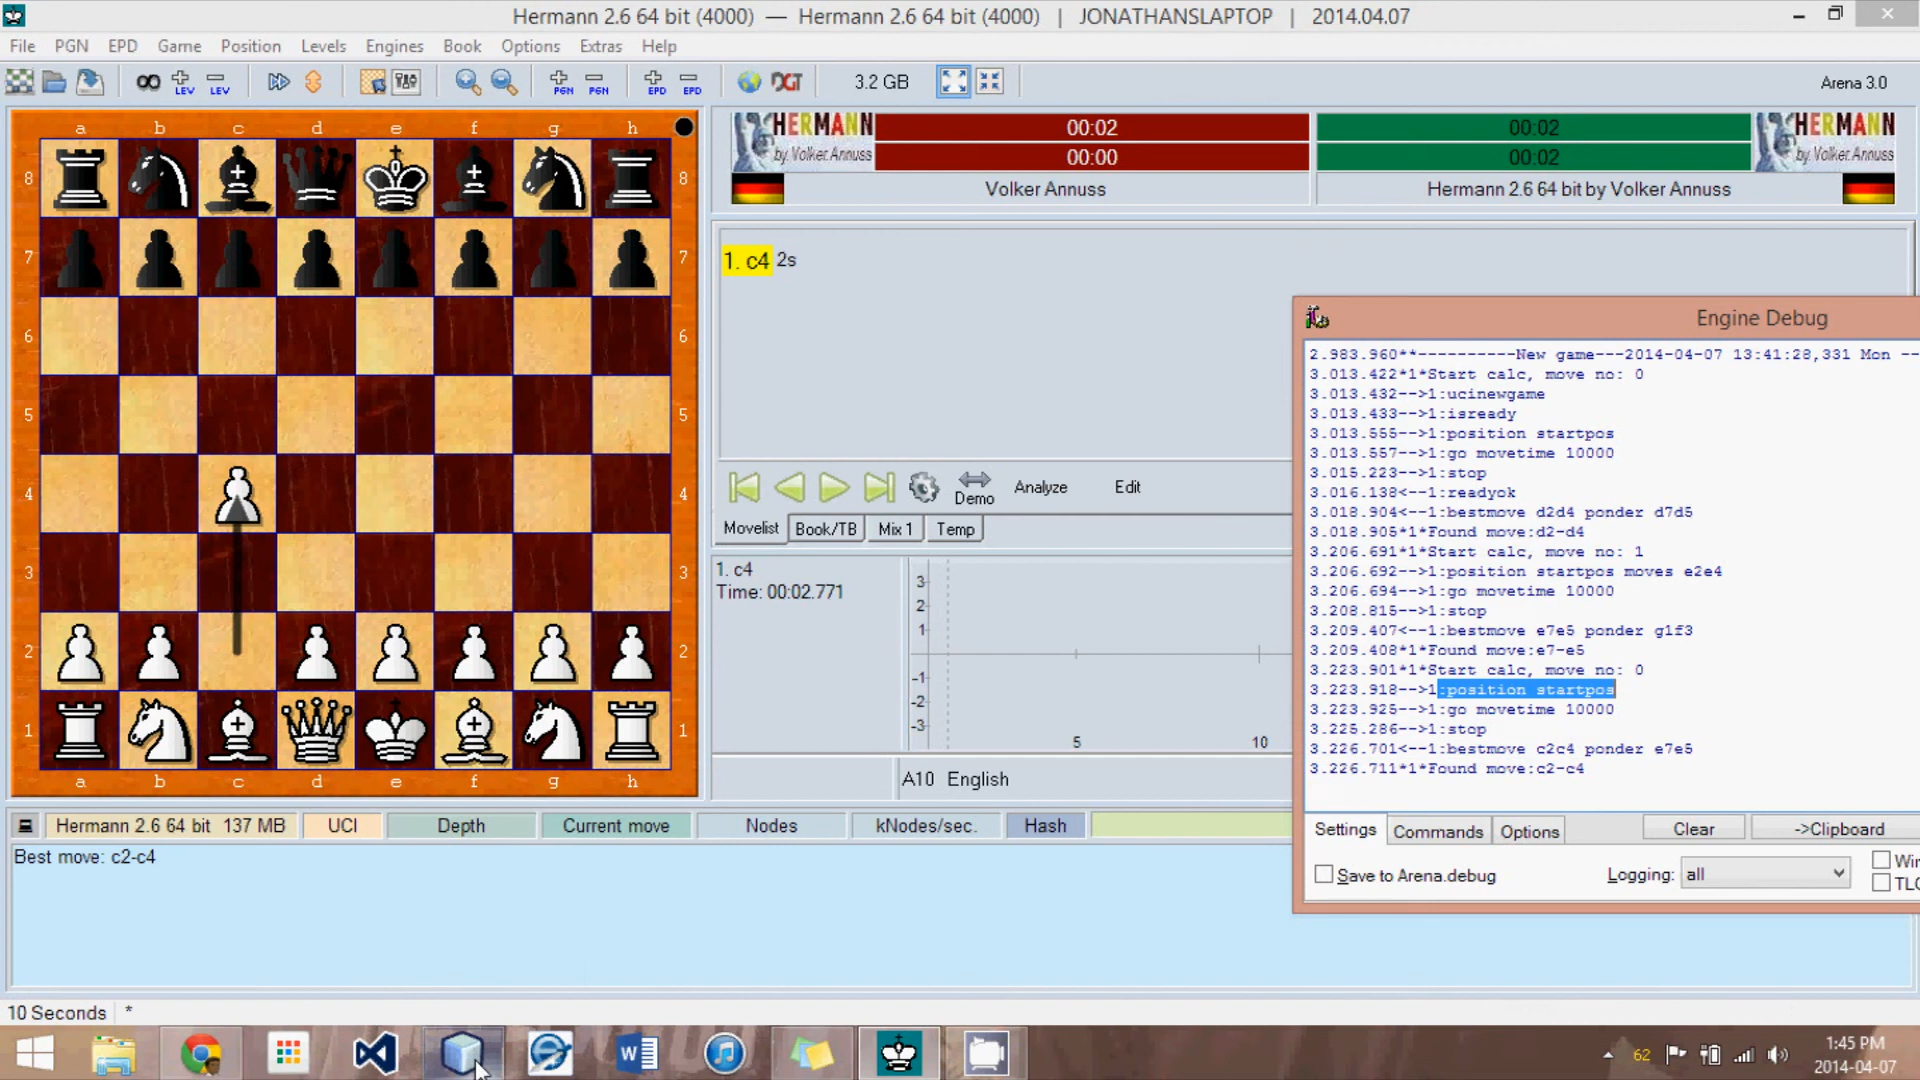 Hermann 2.6 64 bit (4000) — Hermann 2.6 64 bit (4000) | JONATHANSLAPTOP | 2014.04.07
File PGN EPD Game Position Levels Engines Book Options Extras Help
LEV LEV PGN PGN EPD EPD DGT 3.2 GB Arena 3.0
a b c d e f g h
8 8
7 7
6 6
5 5
4 4
3 3
2 2
1 1
a b c d e f g h
HERMANN 00:02 00:02 HERMANN
by Volker Annuss 00:00 00:02 by Volker Annuss
Volker Annuss Hermann 2.6 64 bit by Volker Annuss
1. c4 2s
Demo Analyze Edit
Movelist Book/TB Mix 1 Temp
1. c4
Time: 00:02.771
3
2
1
-1
-2
-3
5 10
A10 English
Engine Debug
2.983.960**----------New game---2014-04-07 13:41:28,331 Mon --
3.013.422*1*Start calc, move no: 0
3.013.432-->1:ucinewgame
3.013.433-->1:isready
3.013.555-->1:position startpos
3.013.557-->1:go movetime 10000
3.015.223-->1:stop
3.016.138<--1:readyok
3.018.904<--1:bestmove d2d4 ponder d7d5
3.018.905*1*Found move:d2-d4
3.206.691*1*Start calc, move no: 1
3.206.692-->1:position startpos moves e2e4
3.206.694-->1:go movetime 10000
3.208.815-->1:stop
3.209.407<--1:bestmove e7e5 ponder g1f3
3.209.408*1*Found move:e7-e5
3.223.901*1*Start calc, move no: 0
3.223.918-->1:position startpos
3.223.925-->1:go movetime 10000
3.225.286-->1:stop
3.226.701<--1:bestmove c2c4 ponder e7e5
3.226.711*1*Found move:c2-c4
Settings Commands Options Clear ->Clipboard
Save to Arena.debug Logging: all
Hermann 2.6 64 bit 137 MB UCI Depth Current move Nodes kNodes/sec. Hash
Best move: c2-c4
10 Seconds *
62 1:45 PM
2014-04-07